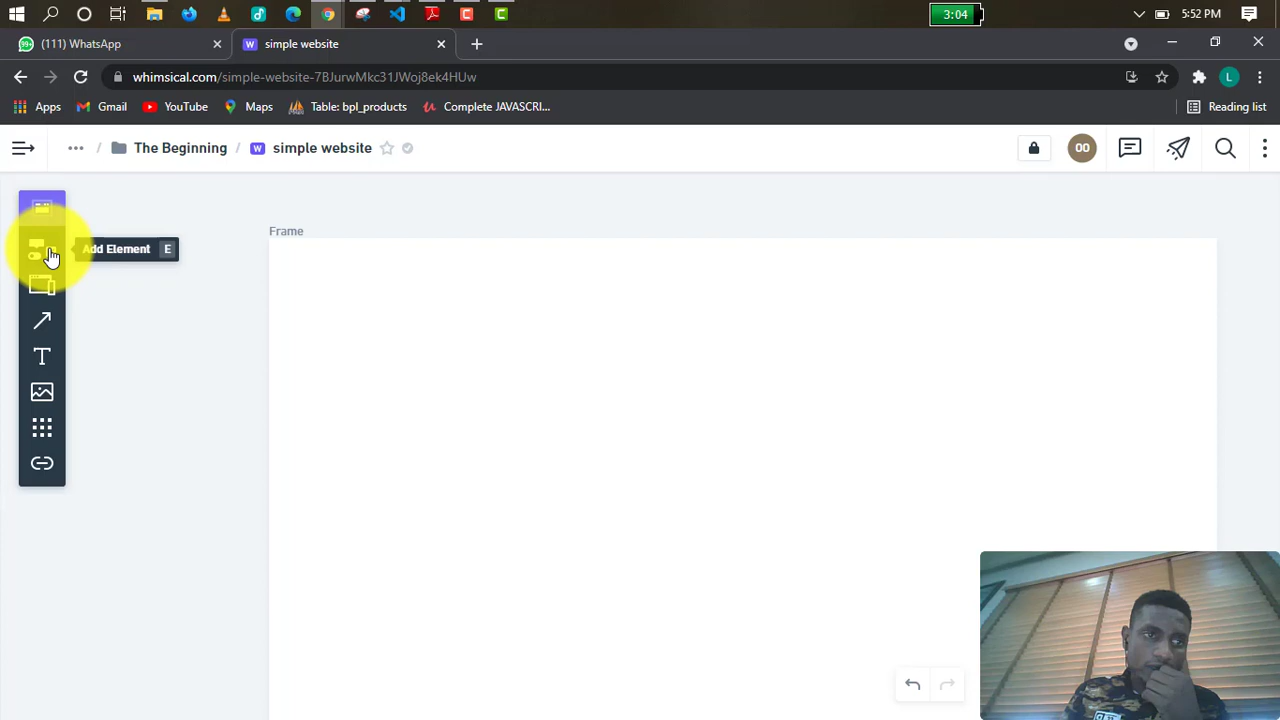 3:04
5:52 PM
99+
(111) WhatsApp
simple website
whimsical.com/simple-website-7BJurwMkc31JWoj8ek4HUw
L
Apps
Gmail
YouTube
Maps
Table: bpl_products
Complete JAVASCRI...
Reading list
/ The Beginning / simple website
OO
Add Element E
Frame
T